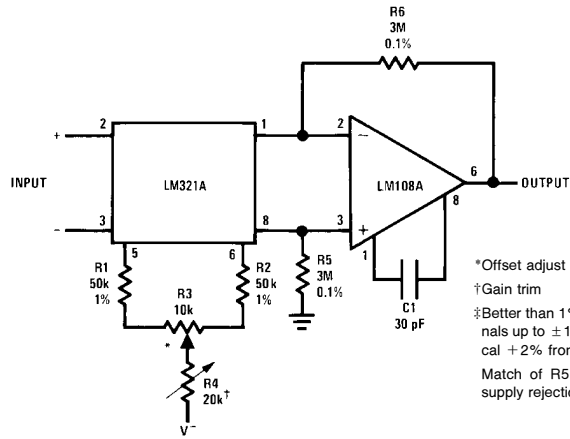 R6
3M
0.1%
2
1
2
6
+
−
INPUT
LM321A
LM108A
OUTPUT
−
3
8
3
+
8
5
6
1
R1
50k
1%
R2
50k
1%
R3
10k
*
R5
3M
0.1%
C1
30 pF
R4
20k†
V−
*Offset adjust
†Gain trim
‡Better than 1%
nals up to ±1
cal +2% from
Match of R5
supply rejectio